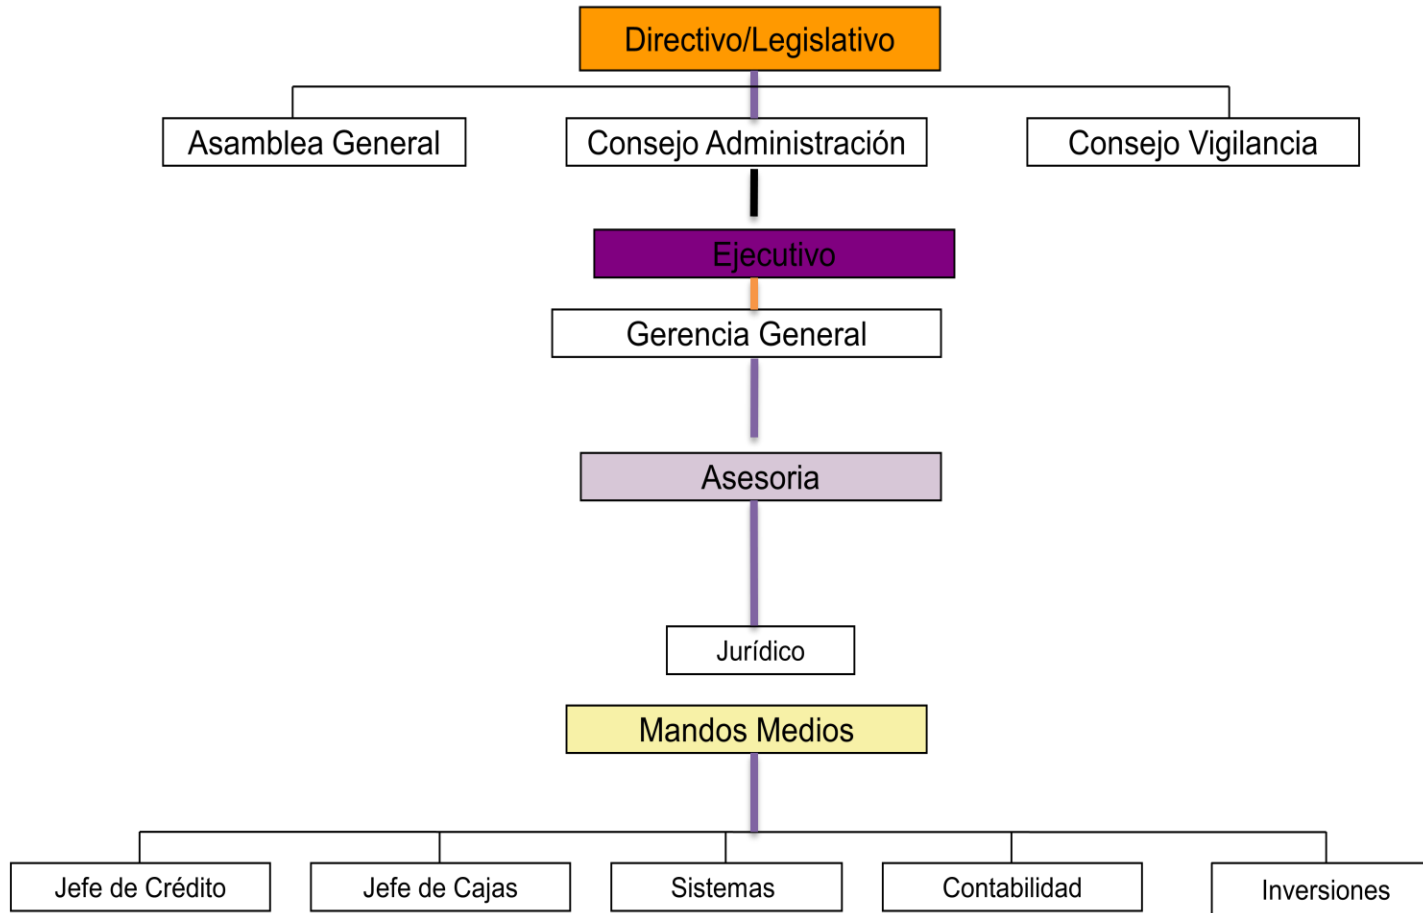 Directivo/Legislativo
Asamblea General
Consejo Administración
Consejo Vigilancia
Ejecutivo
Gerencia General
Asesoria
Jurídico
Mandos Medios
Jefe de Crédito
Jefe de Cajas
Sistemas
Contabilidad
Inversiones